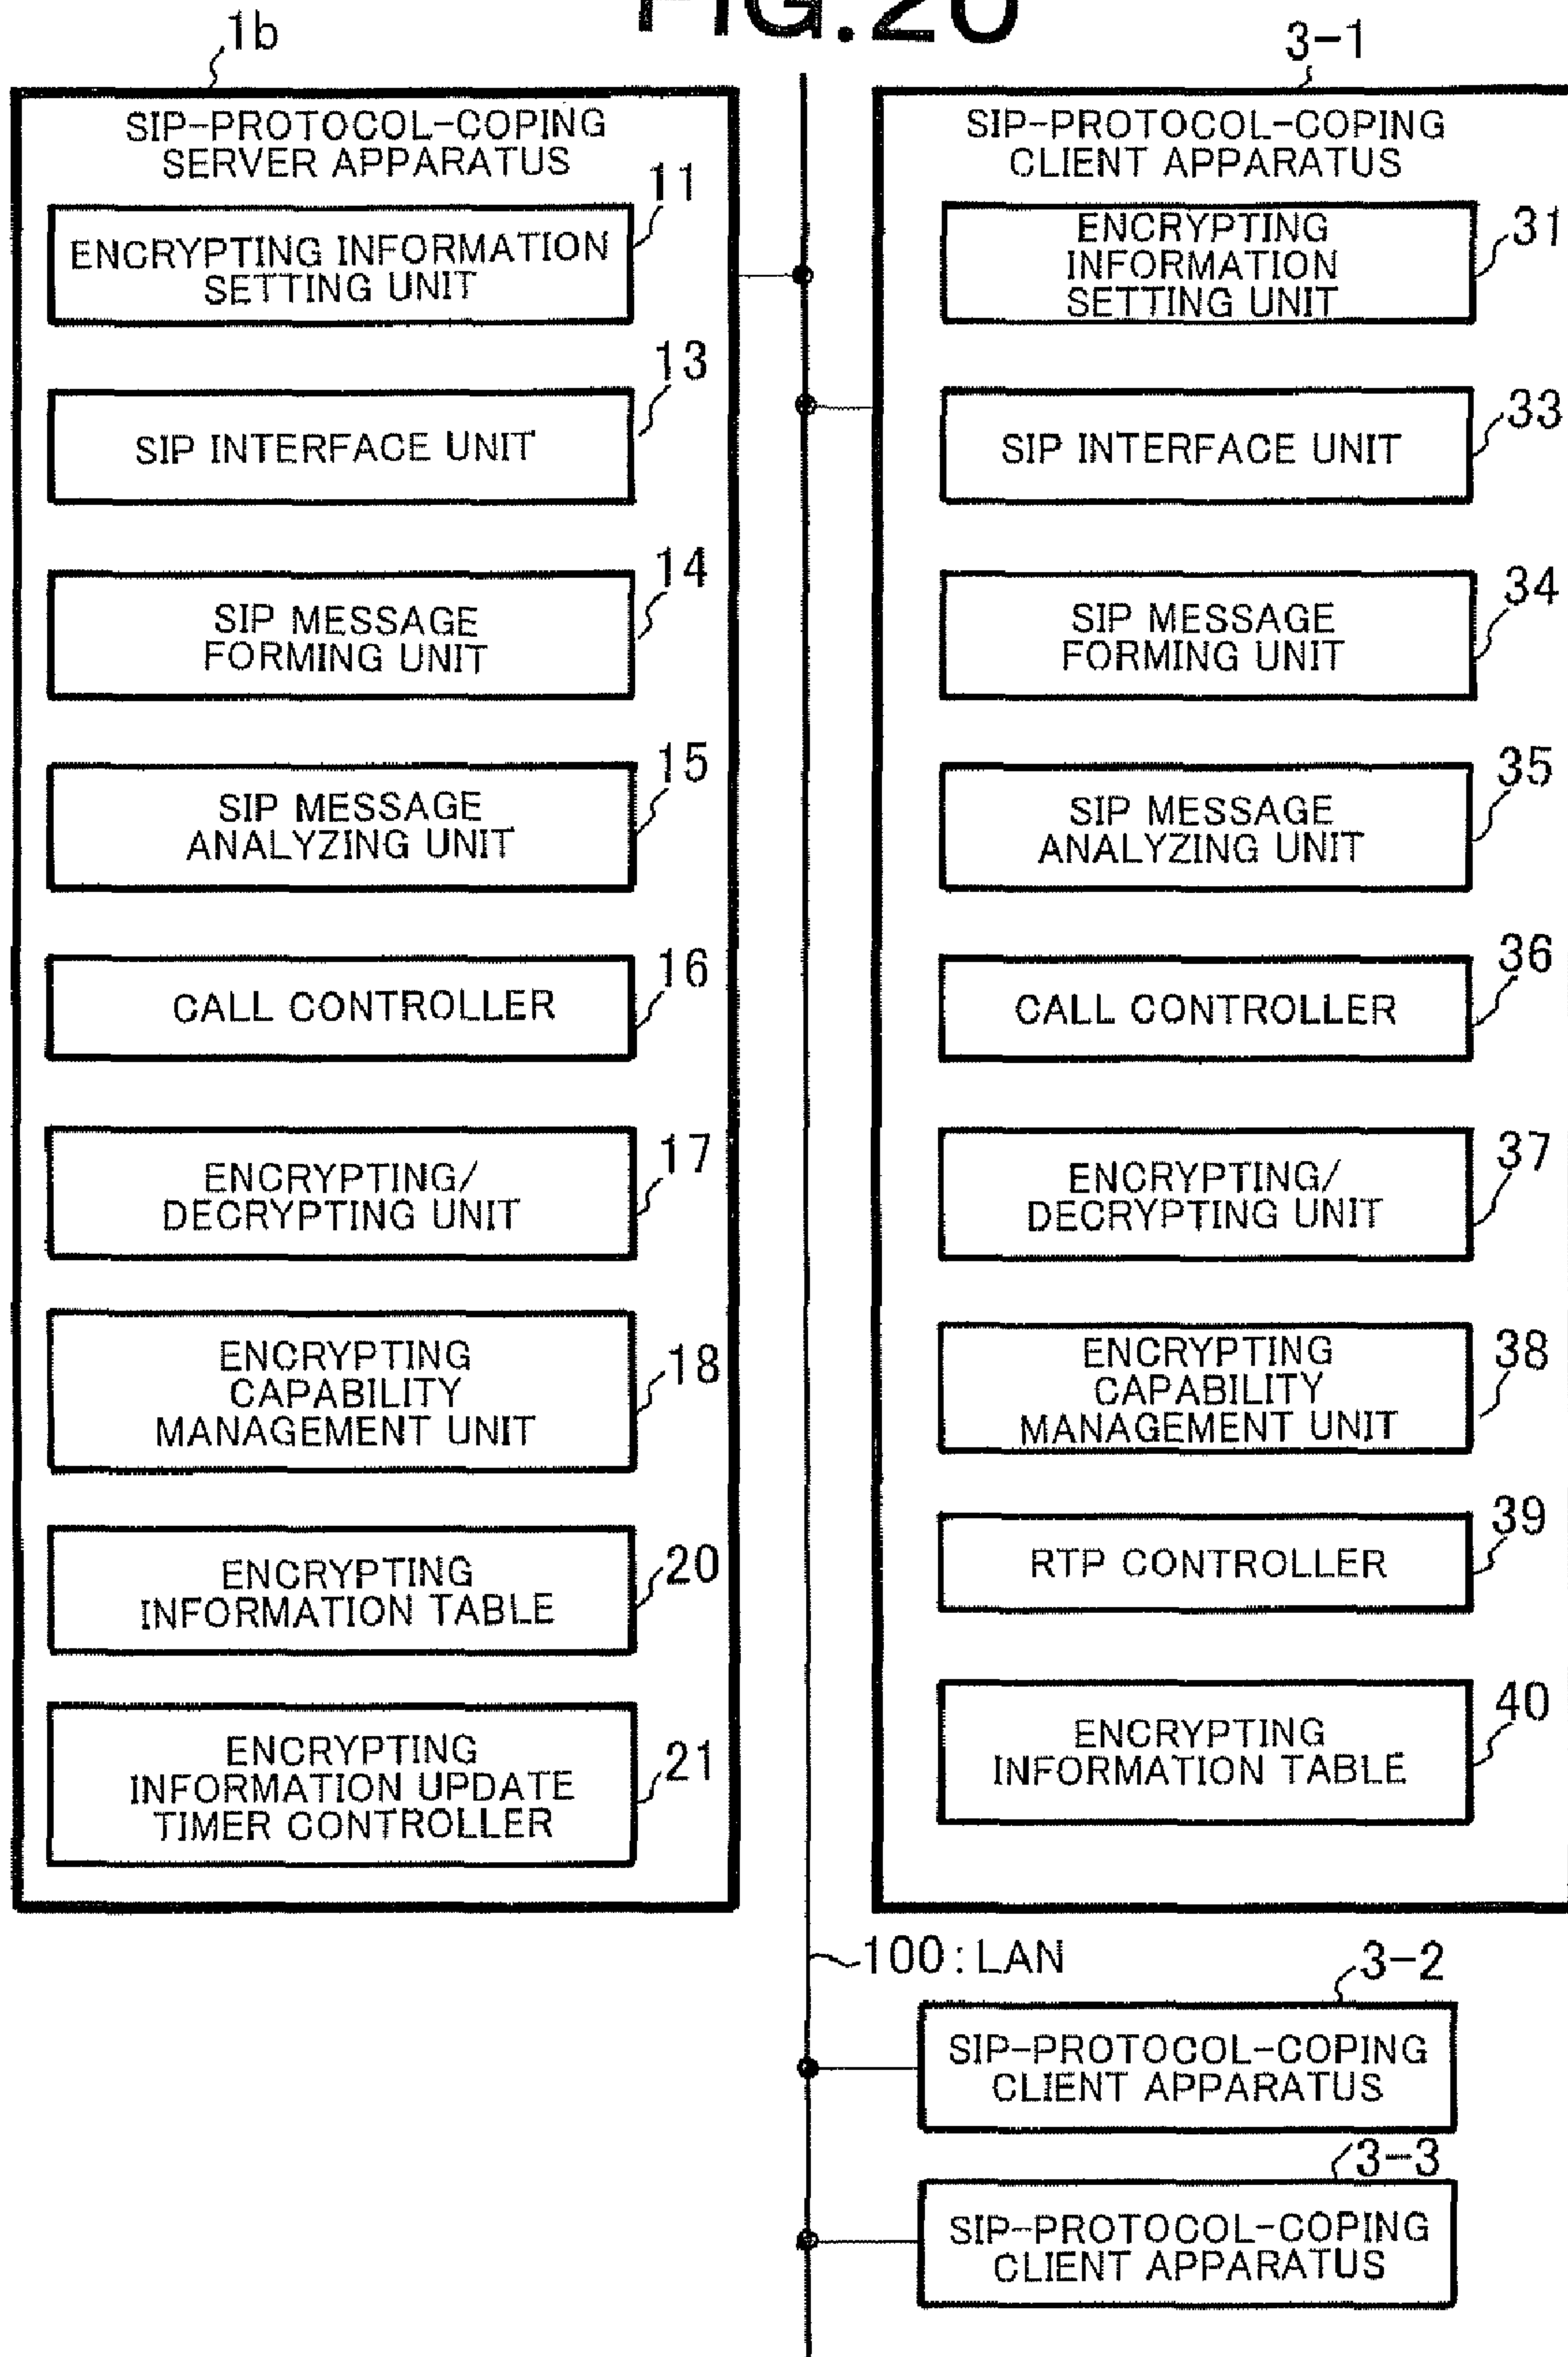 FIG.20
1b
SIP-PROTOCOL-COPING
SERVER APPARATUS
11
ENCRYPTING INFORMATION
SETTING UNIT
13
SIP INTERFACE UNIT
14
SIP MESSAGE
FORMING UNIT
15
SIP MESSAGE
ANALYZING UNIT
16
CALL CONTROLLER
17
ENCRYPTING/
DECRYPTING UNIT
18
ENCRYPTING
CAPABILITY
MANAGEMENT UNIT
20
ENCRYPTING
INFORMATION TABLE
21
ENCRYPTING
INFORMATION UPDATE
TIMER CONTROLLER
3-1
SIP-PROTOCOL-COPING
CLIENT APPARATUS
31
ENCRYPTING
INFORMATION
SETTING UNIT
33
SIP INTERFACE UNIT
34
SIP MESSAGE
FORMING UNIT
35
SIP MESSAGE
ANALYZING UNIT
36
CALL CONTROLLER
37
ENCRYPTING/
DECRYPTING UNIT
38
ENCRYPTING
CAPABILITY
MANAGEMENT UNIT
39
RTP CONTROLLER
40
ENCRYPTING
INFORMATION TABLE
100:LAN
3-2
SIP-PROTOCOL-COPING
CLIENT APPARATUS
3-3
SIP-PROTOCOL-COPING
CLIENT APPARATUS